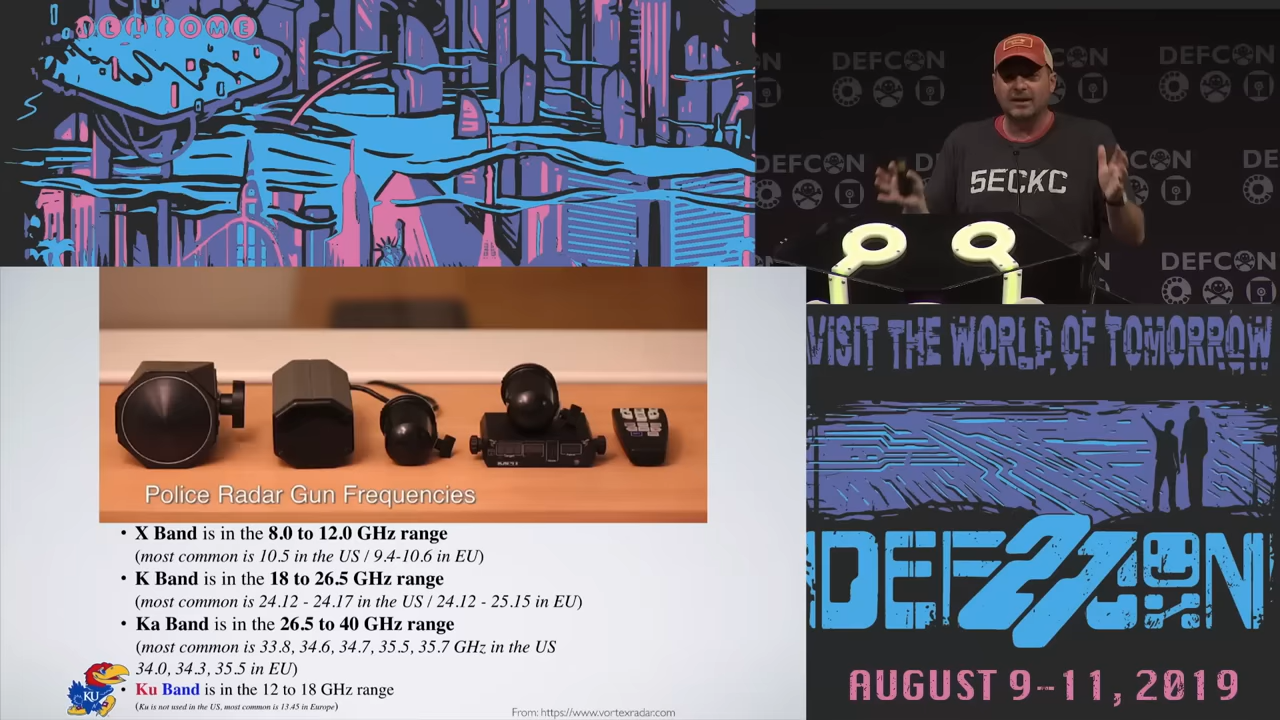 WELCOME
DEFCON
DEFCON
5ECKC
DEFCON
DEFCON
VISIT THE WORLD OF TOMORROW
Police Radar Gun Frequencies
• X Band is in the 8.0 to 12.0 GHz range
(most common is 10.5 in the US / 9.4-10.6 in EU)
• K Band is in the 18 to 26.5 GHz range
(most common is 24.12 - 24.17 in the US / 24.12 - 25.15 in EU)
• Ka Band is in the 26.5 to 40 GHz range
(most common is 33.8, 34.6, 34.7, 35.5, 35.7 GHz in the US
34.0, 34.3, 35.5 in EU)
KU
• Ku Band is in the 12 to 18 GHz range
(Ku is not used in the US, most common is 13.45 in Europe)
From: https://www.vortexradar.com
DEFCON
27
AUGUST 9-11, 2019